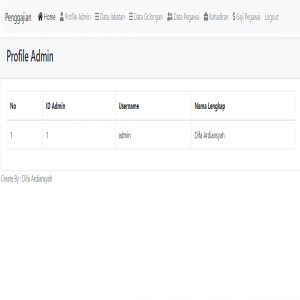 Penggajian Home Profile Admin Data Jabatan Data Golongan Data Pegawai Kehadiran $ Gaji Pegawai Logout
Profile Admin
No ID Admin Username Nama Lengkap
1 1 admin Difa Ardiansyah
Create By : Difa Ardiansyah